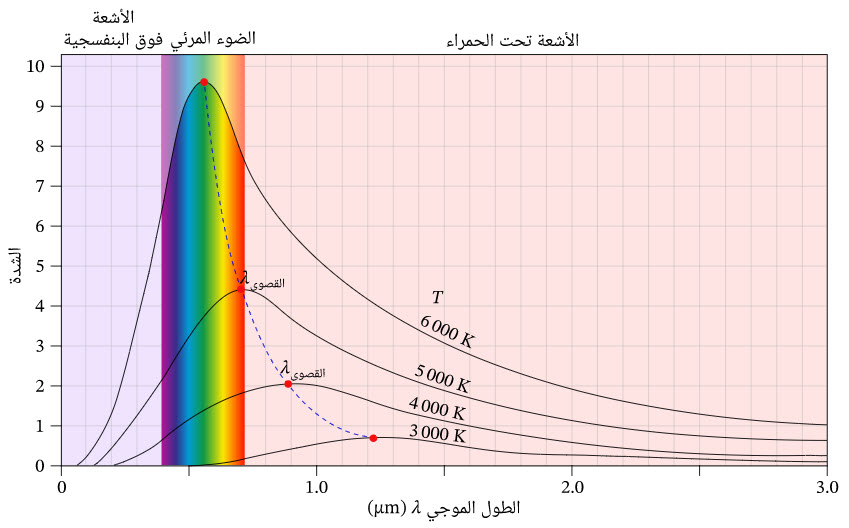 الأشعة
فوق البنفسجية
الضوء المرئي
الأشعة تحت الحمراء
10
9
8
7
6
5
4
3
2
1
0
الشدة
λالقصوى
λالقصوى
T
6 000 K
5 000 K
4 000 K
3 000 K
0
1.0
2.0
3.0
الطول الموجي λ (μm)